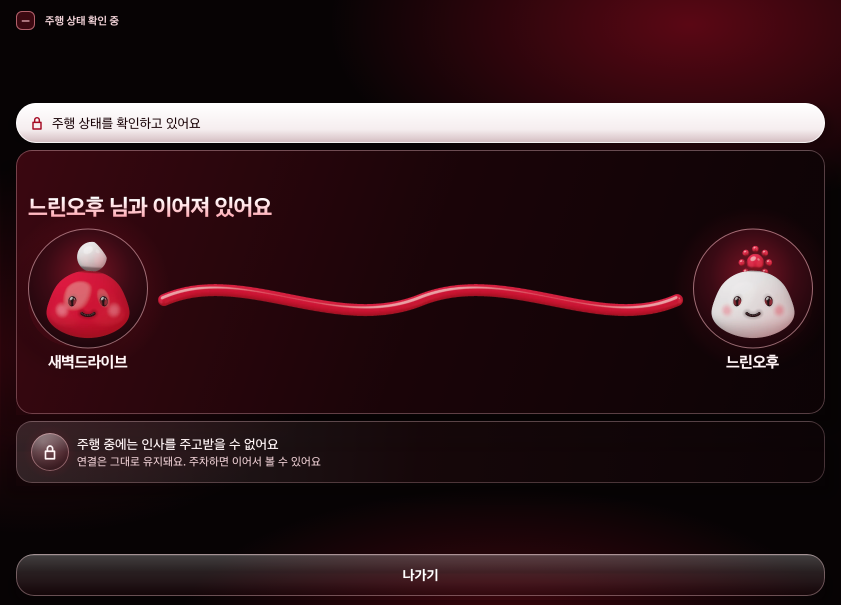 주행 상태 확인 중
주행 상태를 확인하고 있어요
느린오후 님과 이어져 있어요
새벽드라이브
느린오후
주행 중에는 인사를 주고받을 수 없어요
연결은 그대로 유지돼요. 주차하면 이어서 볼 수 있어요
나가기